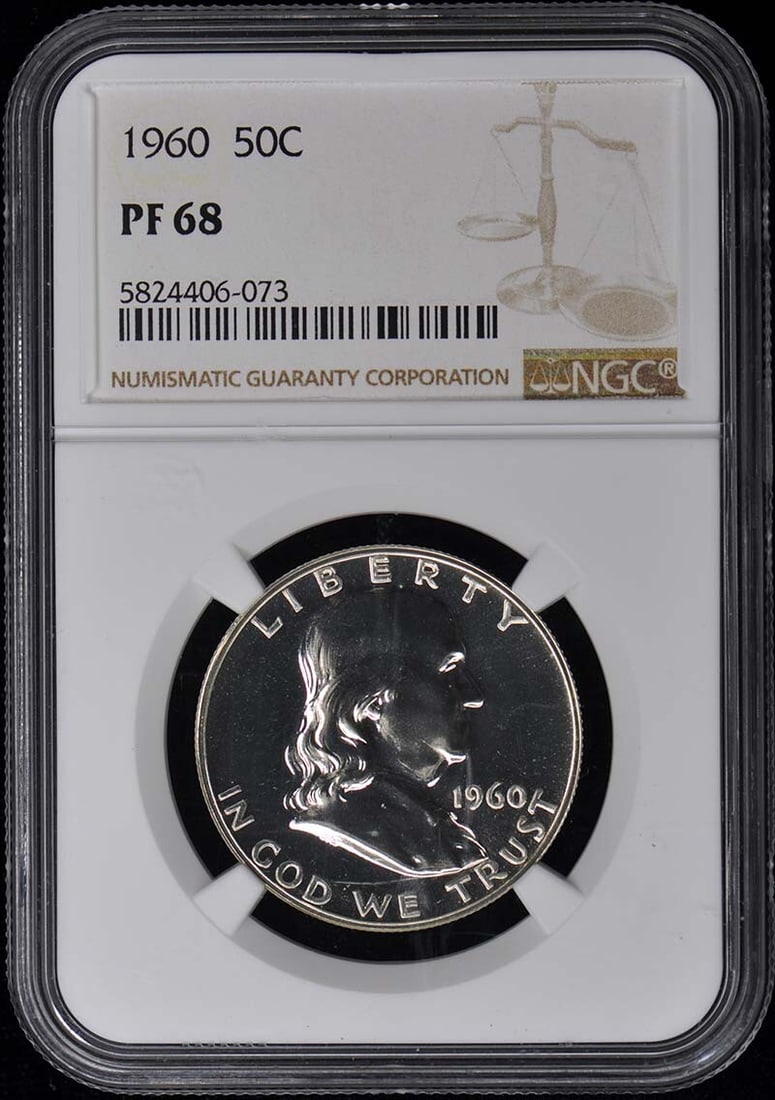 1960 50C
PF 68
5824406-073
NUMISMATIC GUARANTY CORPORATION NGC®
LIBERTY
1960
IN GOD WE TRUST